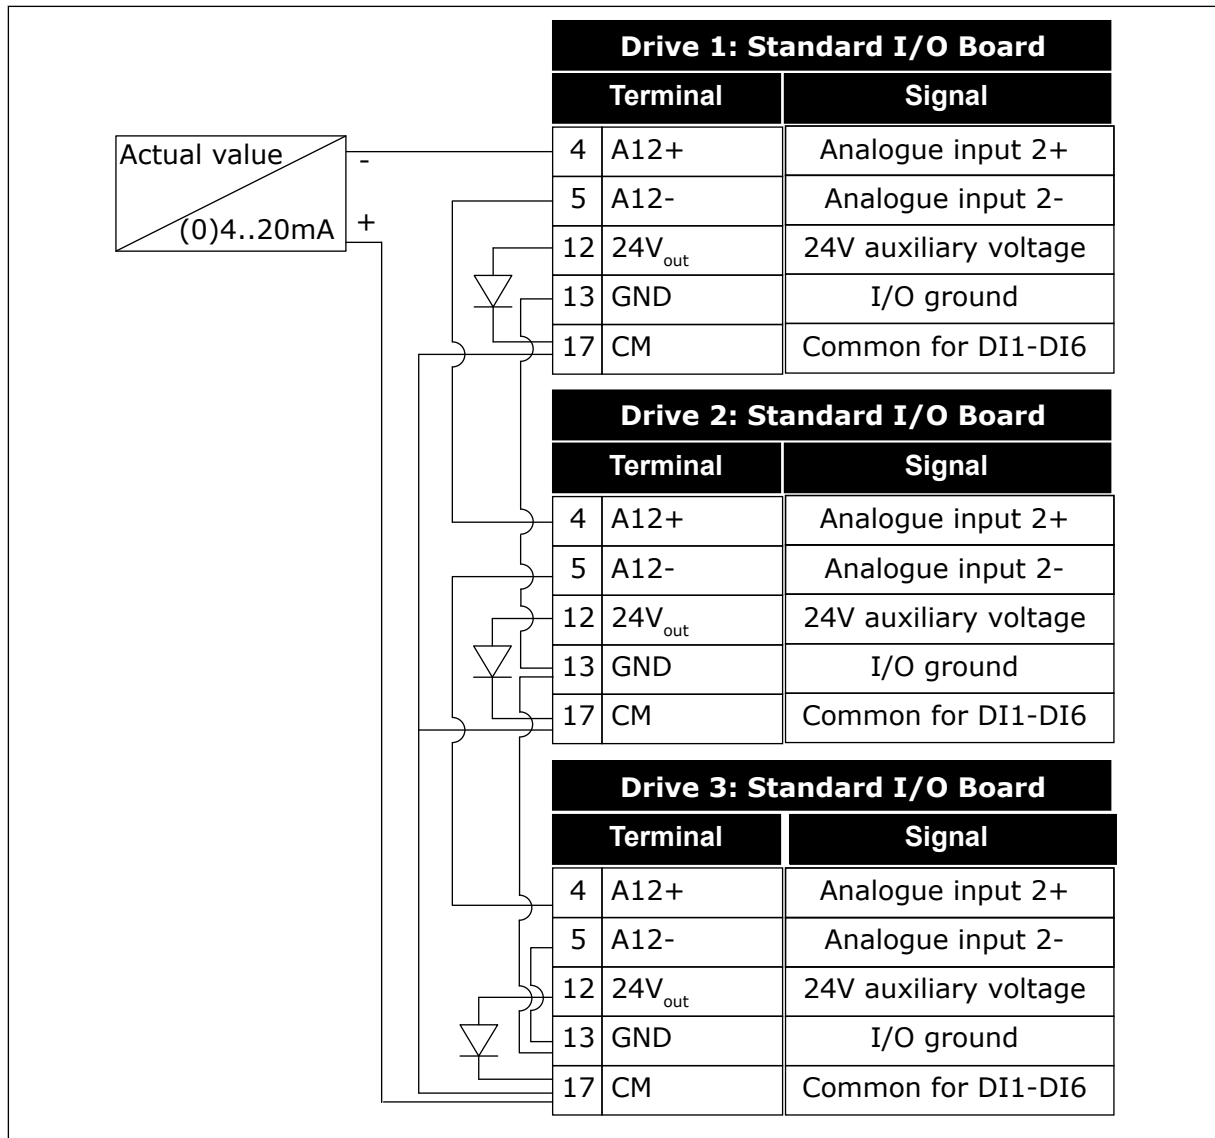 Drive 1: Standard I/O Board
Terminal Signal
Actual value - 4 A12+ Analogue input 2+
(0)4..20mA + 5 A12- Analogue input 2-
12 24Vout 24V auxiliary voltage
13 GND I/O ground
17 CM Common for DI1-DI6
Drive 2: Standard I/O Board
Terminal Signal
4 A12+ Analogue input 2+
5 A12- Analogue input 2-
12 24Vout 24V auxiliary voltage
13 GND I/O ground
17 CM Common for DI1-DI6
Drive 3: Standard I/O Board
Terminal Signal
4 A12+ Analogue input 2+
5 A12- Analogue input 2-
12 24Vout 24V auxiliary voltage
13 GND I/O ground
17 CM Common for DI1-DI6